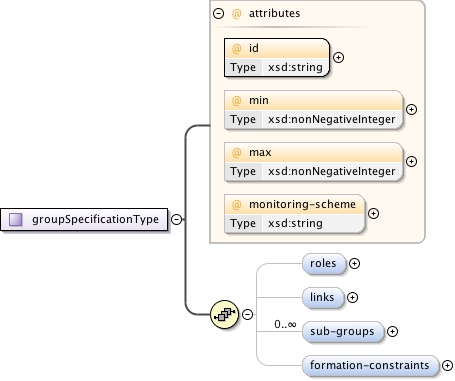 @ attributes
@ id
Type xsd:string
@ min
Type xsd:nonNegativeInteger
@ max
Type xsd:nonNegativeInteger
@ monitoring-scheme
Type xsd:string
groupSpecificationType
roles
links
0..∞
sub-groups
formation-constraints